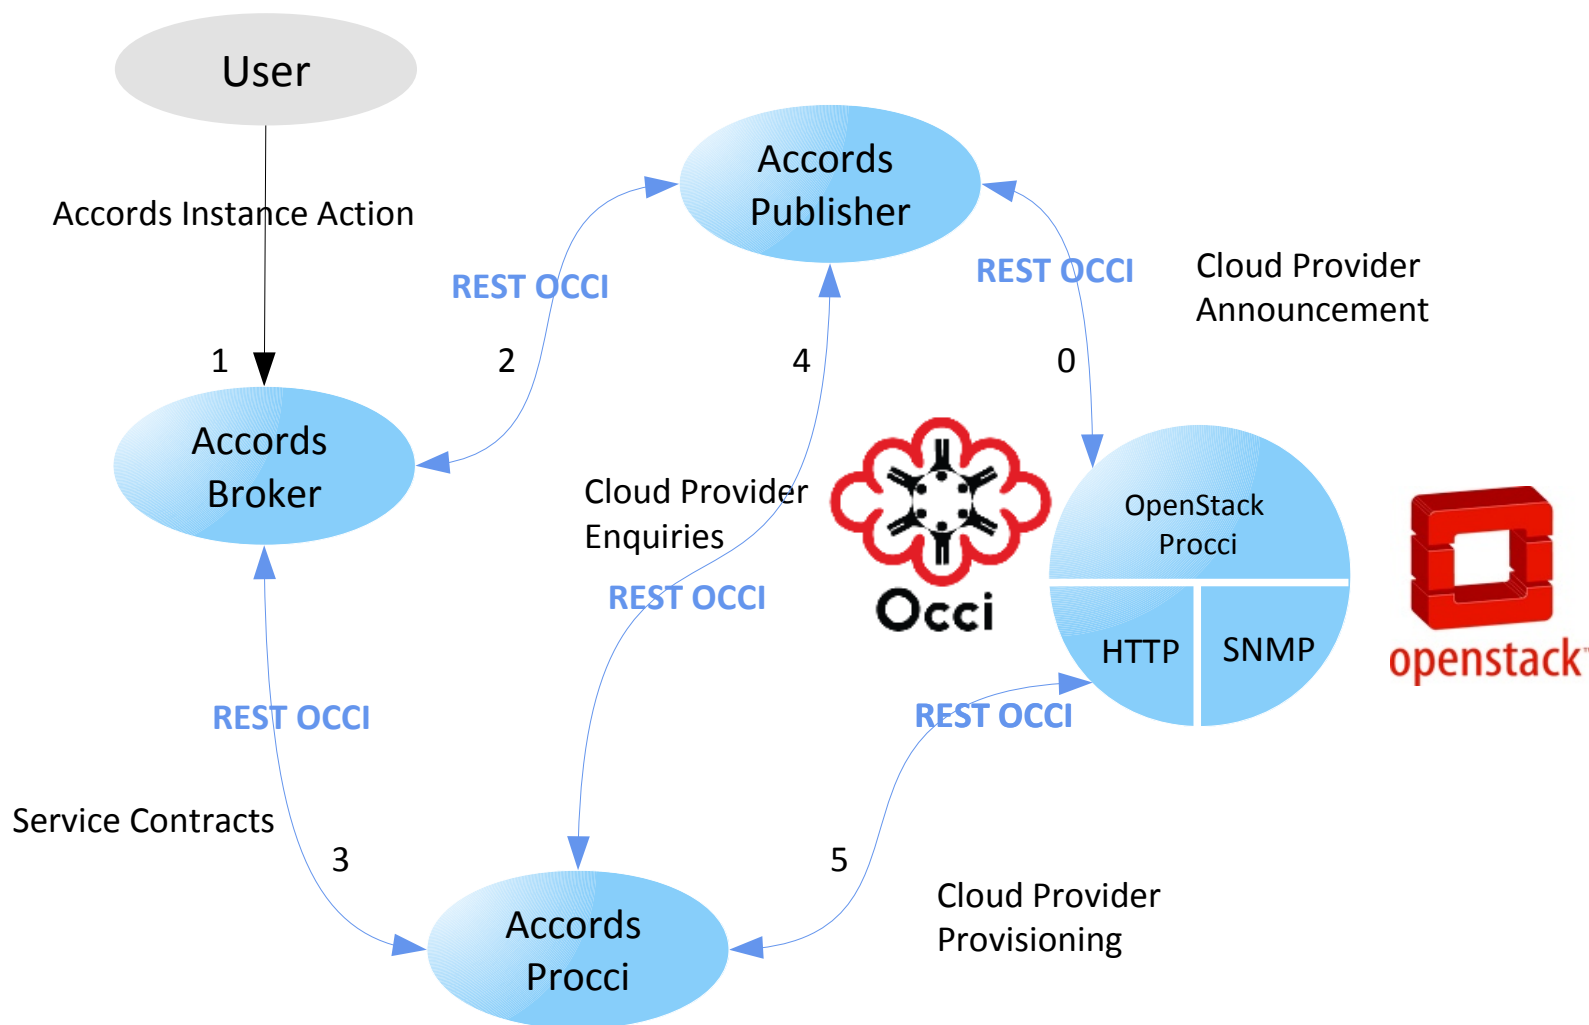 User
Accords Instance Action
Accords
Publisher
REST OCCI
REST OCCI
Cloud Provider
Announcement
1
2
4
0
Accords
Broker
Cloud Provider
Enquiries
REST OCCI
Occi
OpenStack
Procci
HTTP
SNMP
openstack™
REST OCCI
REST OCCI
Service Contracts
3
5
Accords
Procci
Cloud Provider
Provisioning